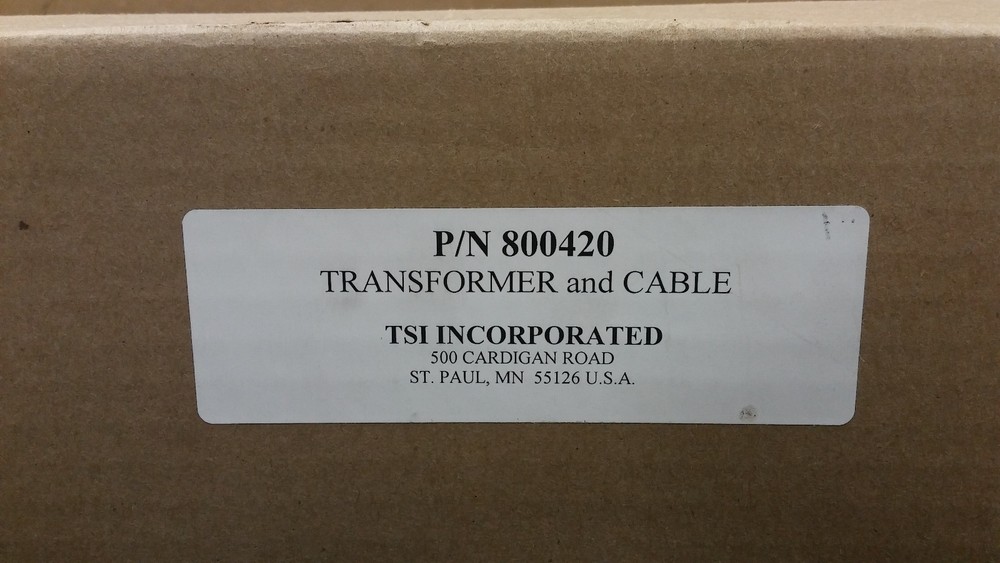 P/N 800420
TRANSFORMER and CABLE
TSI INCORPORATED
500 CARDIGAN ROAD
ST. PAUL, MN 55126 U.S.A.